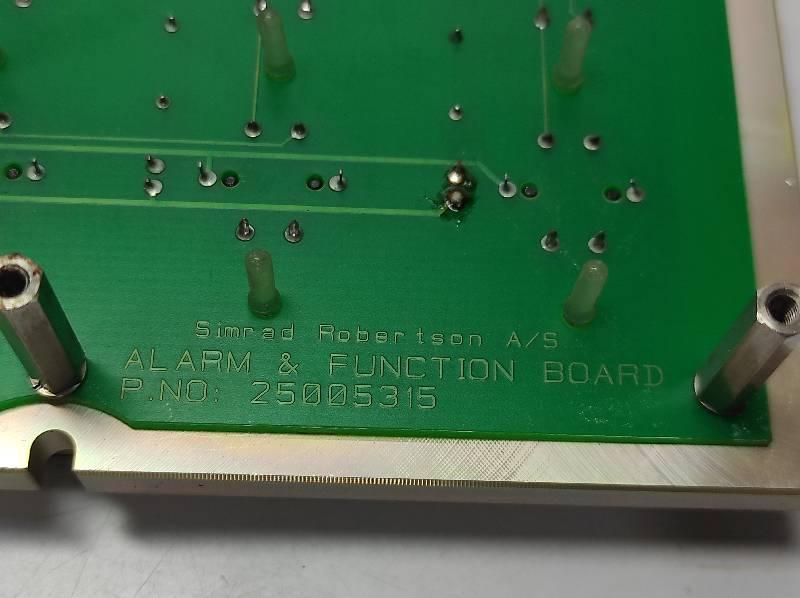 Simrad Robertson A/S
ALARM & FUNCTION BOARD
P.NO: 25005315